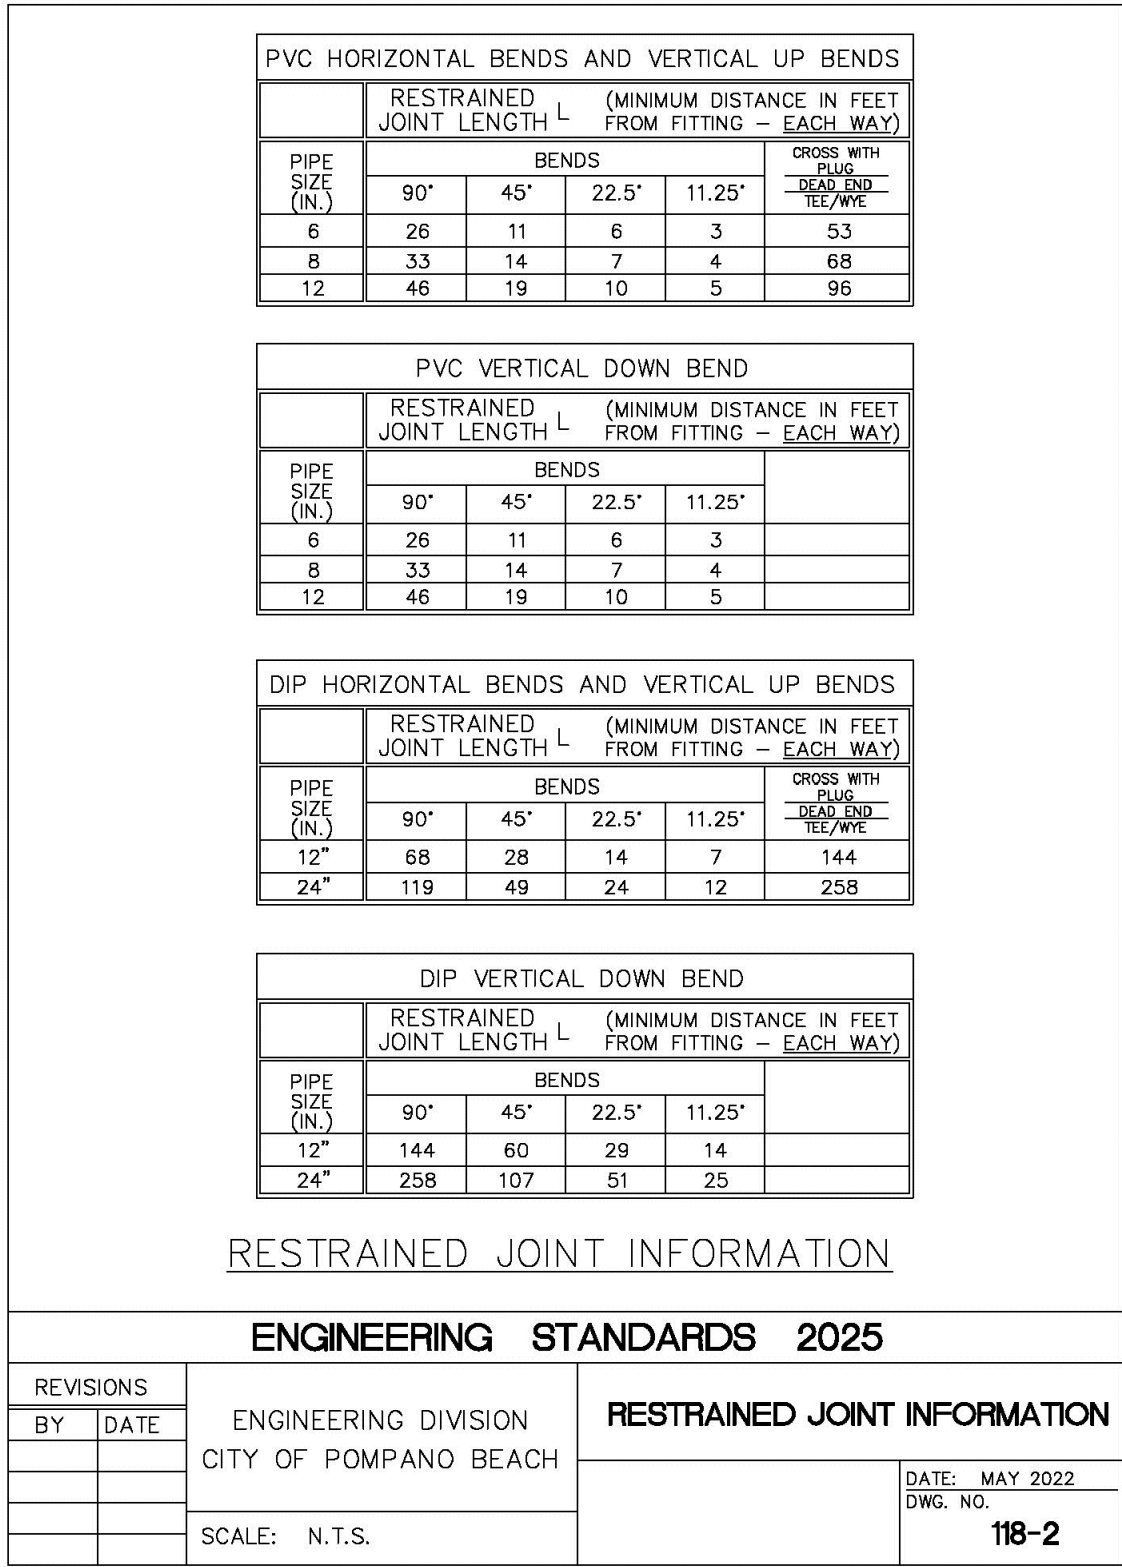 PVC HORIZONTAL BENDS AND VERTICAL UP BENDS
RESTRAINED JOINT LENGTH L (MINIMUM DISTANCE IN FEET FROM FITTING – EACH WAY)
PIPE SIZE (IN.) BENDS CROSS WITH PLUG DEAD END TEE/WYE
90° 45° 22.5° 11.25°
6 26 11 6 3 53
8 33 14 7 4 68
12 46 19 10 5 96
PVC VERTICAL DOWN BEND
RESTRAINED JOINT LENGTH L (MINIMUM DISTANCE IN FEET FROM FITTING – EACH WAY)
PIPE SIZE (IN.) BENDS
90° 45° 22.5° 11.25°
6 26 11 6 3
8 33 14 7 4
12 46 19 10 5
DIP HORIZONTAL BENDS AND VERTICAL UP BENDS
RESTRAINED JOINT LENGTH L (MINIMUM DISTANCE IN FEET FROM FITTING – EACH WAY)
PIPE SIZE (IN.) BENDS CROSS WITH PLUG DEAD END TEE/WYE
90° 45° 22.5° 11.25°
12" 68 28 14 7 144
24" 119 49 24 12 258
DIP VERTICAL DOWN BEND
RESTRAINED JOINT LENGTH L (MINIMUM DISTANCE IN FEET FROM FITTING – EACH WAY)
PIPE SIZE (IN.) BENDS
90° 45° 22.5° 11.25°
12" 144 60 29 14
24" 258 107 51 25
RESTRAINED JOINT INFORMATION
ENGINEERING STANDARDS 2025
REVISIONS
BY DATE
ENGINEERING DIVISION
CITY OF POMPANO BEACH
SCALE: N.T.S.
RESTRAINED JOINT INFORMATION
DATE: MAY 2022
DWG. NO.
118-2